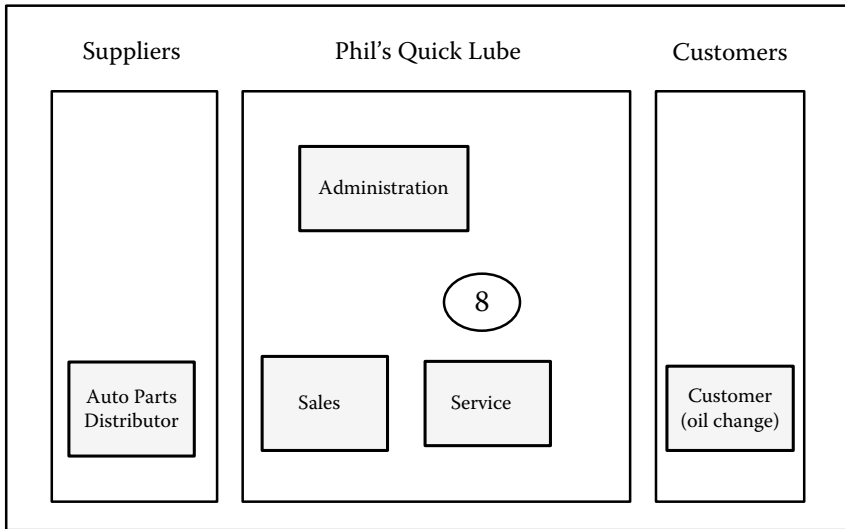 Suppliers
Phil’s Quick Lube
Customers
Administration
8
Auto Parts
Distributor
Sales
Service
Customer
(oil change)